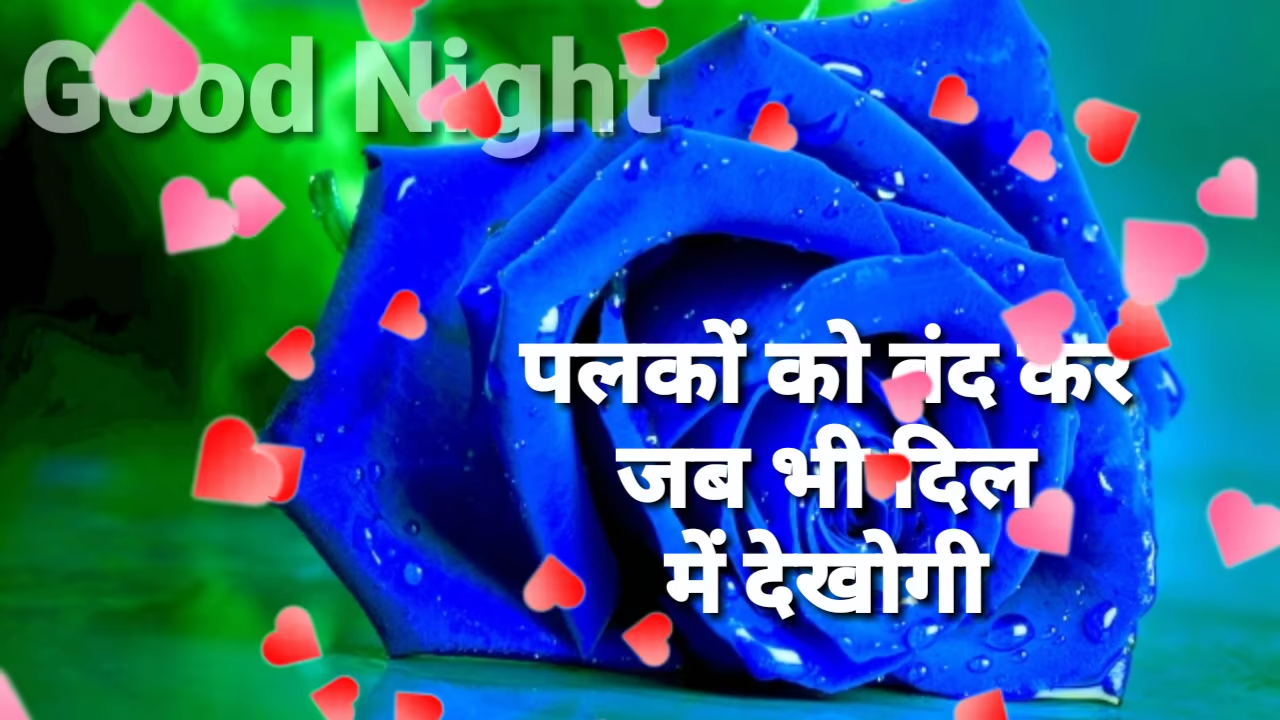 Good Night
पलकों को बंद कर
जब भी दिल
में देखोगी